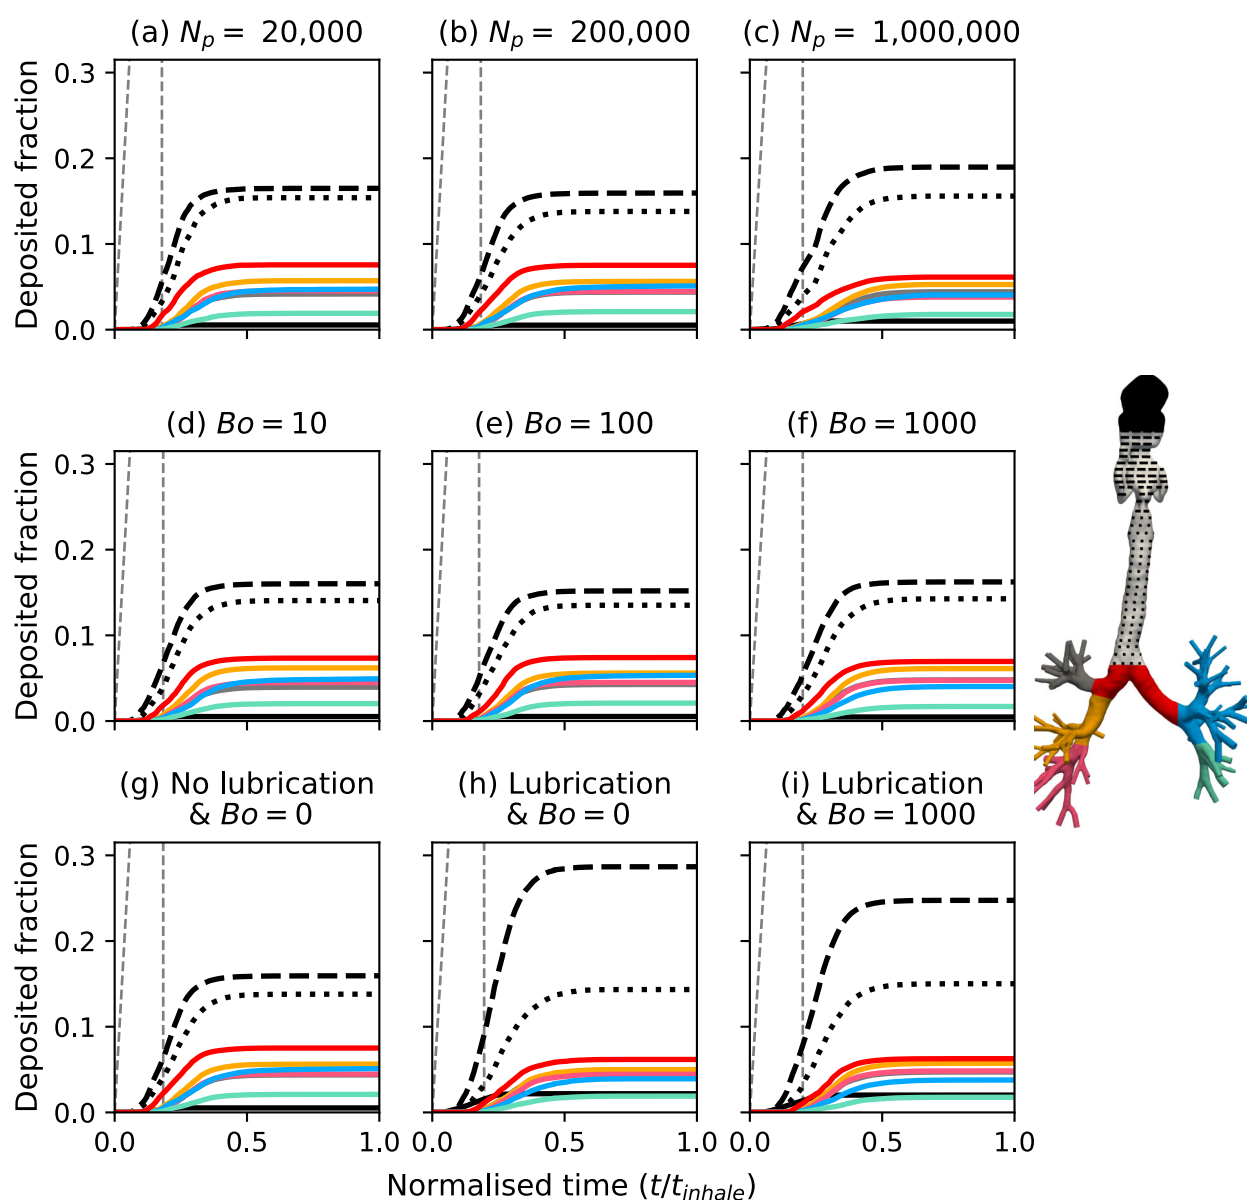 (a) N_p = 20,000
(b) N_p = 200,000
(c) N_p = 1,000,000
Deposited fraction
0.3
0.2
0.1
0.0
(d) Bo = 10
(e) Bo = 100
(f) Bo = 1000
Deposited fraction
0.3
0.2
0.1
0.0
(g) No lubrication
& Bo = 0
(h) Lubrication
& Bo = 0
(i) Lubrication
& Bo = 1000
Deposited fraction
0.3
0.2
0.1
0.0
0.0 0.5 1.0
0.0 0.5 1.0
0.0 0.5 1.0
Normalised time (t/t_inhale)